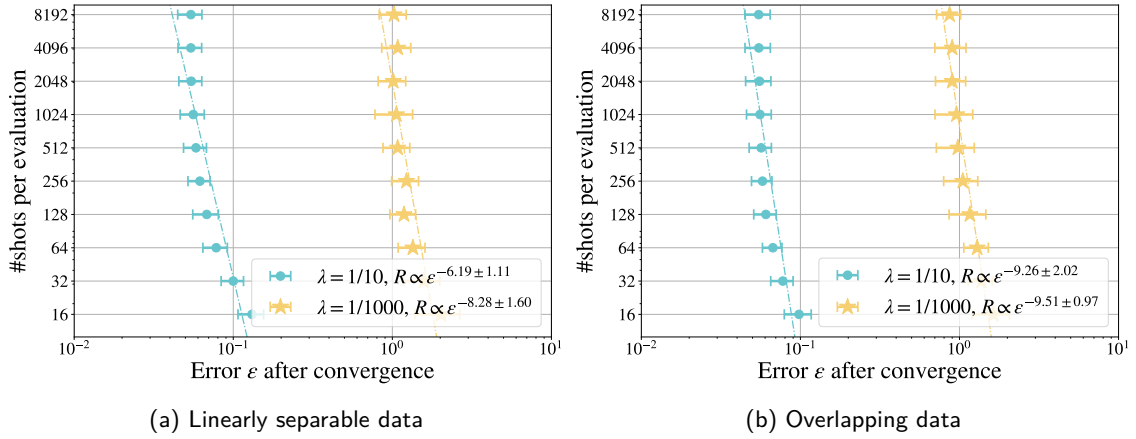 8192
4096
2048
1024
512
256
128
64
32
16
#shots per evaluation
λ = 1/10, R ∝ ε^−6.19 ± 1.11
λ = 1/1000, R ∝ ε^−8.28 ± 1.60
10^−2 10^−1 10^0 10^1
Error ε after convergence
(a) Linearly separable data
8192
4096
2048
1024
512
256
128
64
32
16
#shots per evaluation
λ = 1/10, R ∝ ε^−9.26 ± 2.02
λ = 1/1000, R ∝ ε^−9.51 ± 0.97
10^−2 10^−1 10^0 10^1
Error ε after convergence
(b) Overlapping data